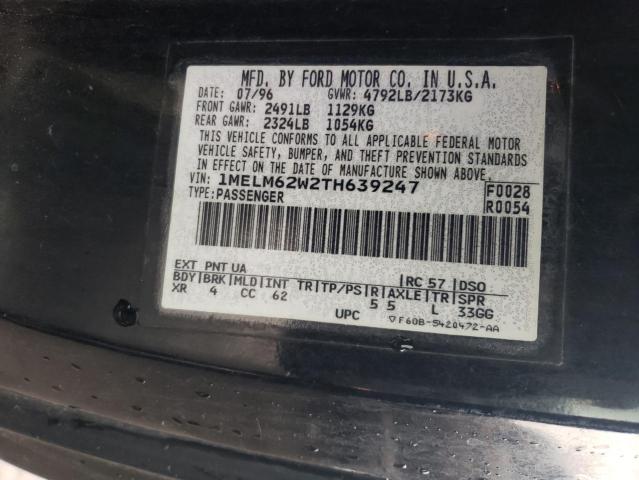 MFD. BY FORD MOTOR CO. IN U.S.A.
DATE: 07/96 GVWR: 4792LB/2173KG
FRONT GAWR: 2491LB 1129KG
REAR GAWR: 2324LB 1054KG
THIS VEHICLE CONFORMS TO ALL APPLICABLE FEDERAL MOTOR
VEHICLE SAFETY, BUMPER, AND THEFT PREVENTION STANDARDS
IN EFFECT ON THE DATE OF MANUFACTURE SHOWN ABOVE.
VIN: 1MELM62W2TH639247 F0028
TYPE: PASSENGER R0054
EXT PNT UA RC 57 DSO
BDY BRK MLD INT TR TP/PS R AXLE TR SPR
XR 4 CC 62 5 5 L 33GG
UPC ▽F60B-5420472-AA